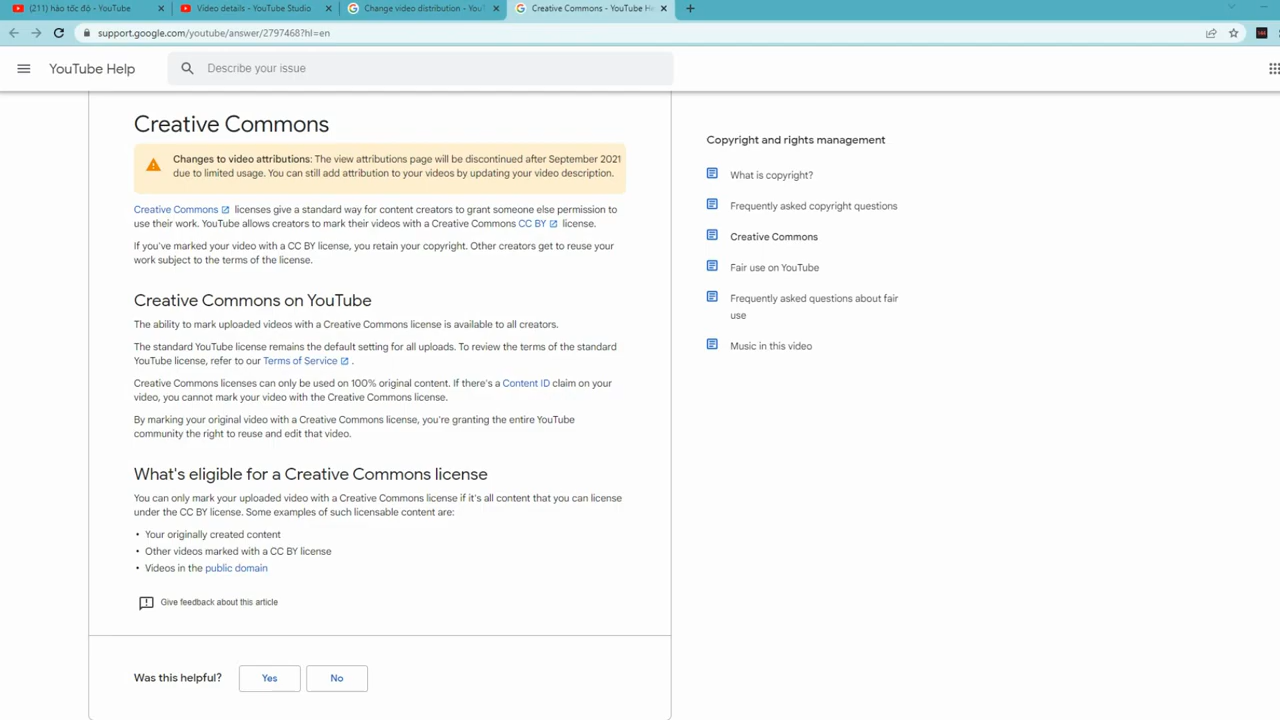 (211) hảo tốc độ - YouTube
Video details - YouTube Studio
Change video distribution - You
Creative Commons - YouTube He
support.google.com/youtube/answer/2797468?hl=en
YouTube Help
Describe your issue
Creative Commons
Changes to video attributions: The view attributions page will be discontinued after September 2021
due to limited usage. You can still add attribution to your videos by updating your video description.
Creative Commons licenses give a standard way for content creators to grant someone else permission to
use their work. YouTube allows creators to mark their videos with a Creative Commons CC BY license.
If you've marked your video with a CC BY license, you retain your copyright. Other creators get to reuse your
work subject to the terms of the license.
Creative Commons on YouTube
The ability to mark uploaded videos with a Creative Commons license is available to all creators.
The standard YouTube license remains the default setting for all uploads. To review the terms of the standard
YouTube license, refer to our Terms of Service .
Creative Commons licenses can only be used on 100% original content. If there's a Content ID claim on your
video, you cannot mark your video with the Creative Commons license.
By marking your original video with a Creative Commons license, you're granting the entire YouTube
community the right to reuse and edit that video.
What's eligible for a Creative Commons license
You can only mark your uploaded video with a Creative Commons license if it's all content that you can license
under the CC BY license. Some examples of such licensable content are:
• Your originally created content
• Other videos marked with a CC BY license
• Videos in the public domain
Give feedback about this article
Was this helpful?
Yes
No
Copyright and rights management
What is copyright?
Frequently asked copyright questions
Creative Commons
Fair use on YouTube
Frequently asked questions about fair
use
Music in this video